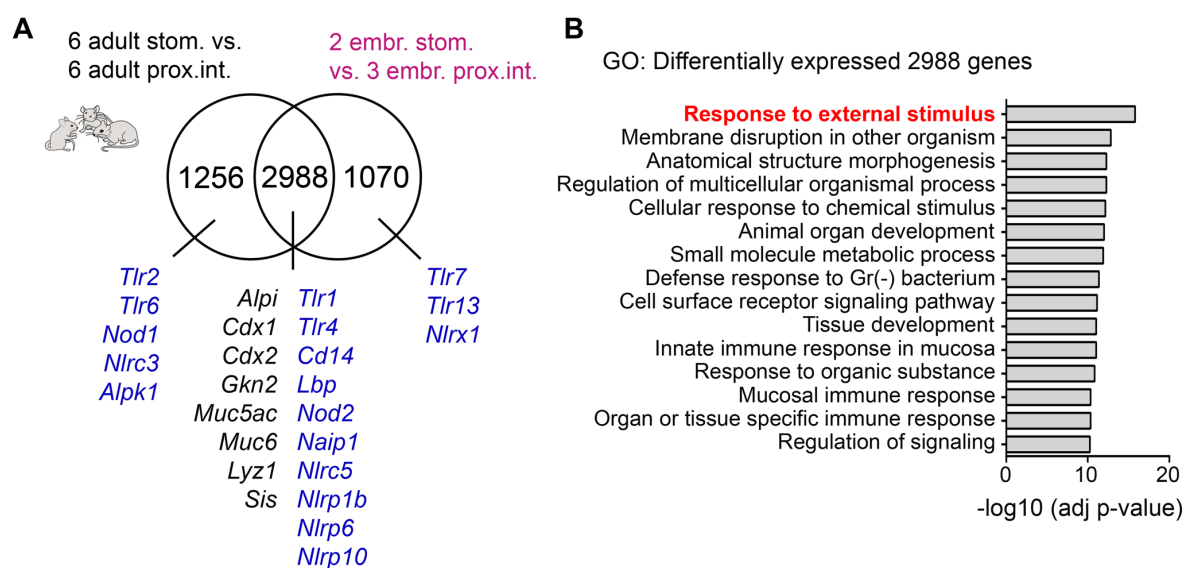 A
6 adult stom. vs.
6 adult prox.int.
2 embr. stom.
vs. 3 embr. prox.int.
1256
2988
1070
Tlr2
Tlr6
Nod1
Nlrc3
Alpk1
Alpi
Cdx1
Cdx2
Gkn2
Muc5ac
Muc6
Lyz1
Sis
Tlr1
Tlr4
Cd14
Lbp
Nod2
Naip1
Nlrc5
Nlrp1b
Nlrp6
Nlrp10
Tlr7
Tlr13
Nlrx1
B
GO: Differentially expressed 2988 genes
Response to external stimulus
Membrane disruption in other organism
Anatomical structure morphogenesis
Regulation of multicellular organismal process
Cellular response to chemical stimulus
Animal organ development
Small molecule metabolic process
Defense response to Gr(-) bacterium
Cell surface receptor signaling pathway
Tissue development
Innate immune response in mucosa
Response to organic substance
Mucosal immune response
Organ or tissue specific immune response
Regulation of signaling
0 10 20
-log10 (adj p-value)